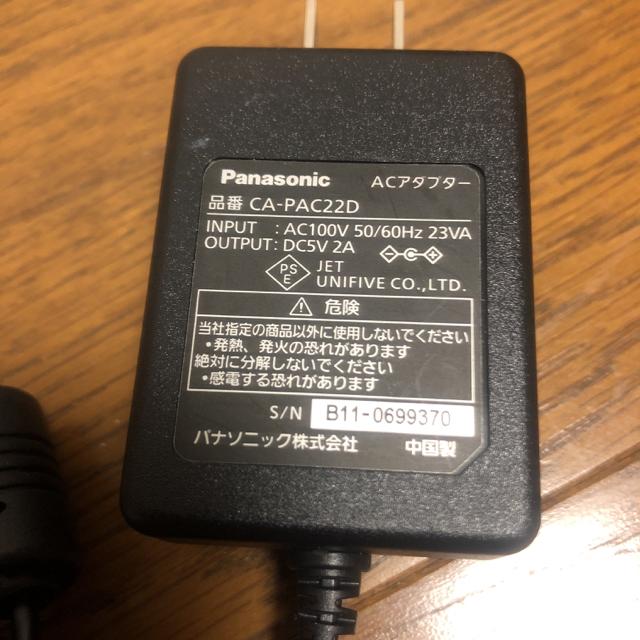 Panasonic ACアダプター
品番 CA-PAC22D
INPUT : AC100V 50/60Hz 23VA
OUTPUT: DC5V 2A
PSE JET
UNIFIVE CO.,LTD.
⚠ 危険
当社指定の商品以外に使用しないでください
・発熱、発火の恐れがあります
絶対に分解しないでください
・感電する恐れがあります
S/N B11-0699370
パナソニック株式会社 中国製